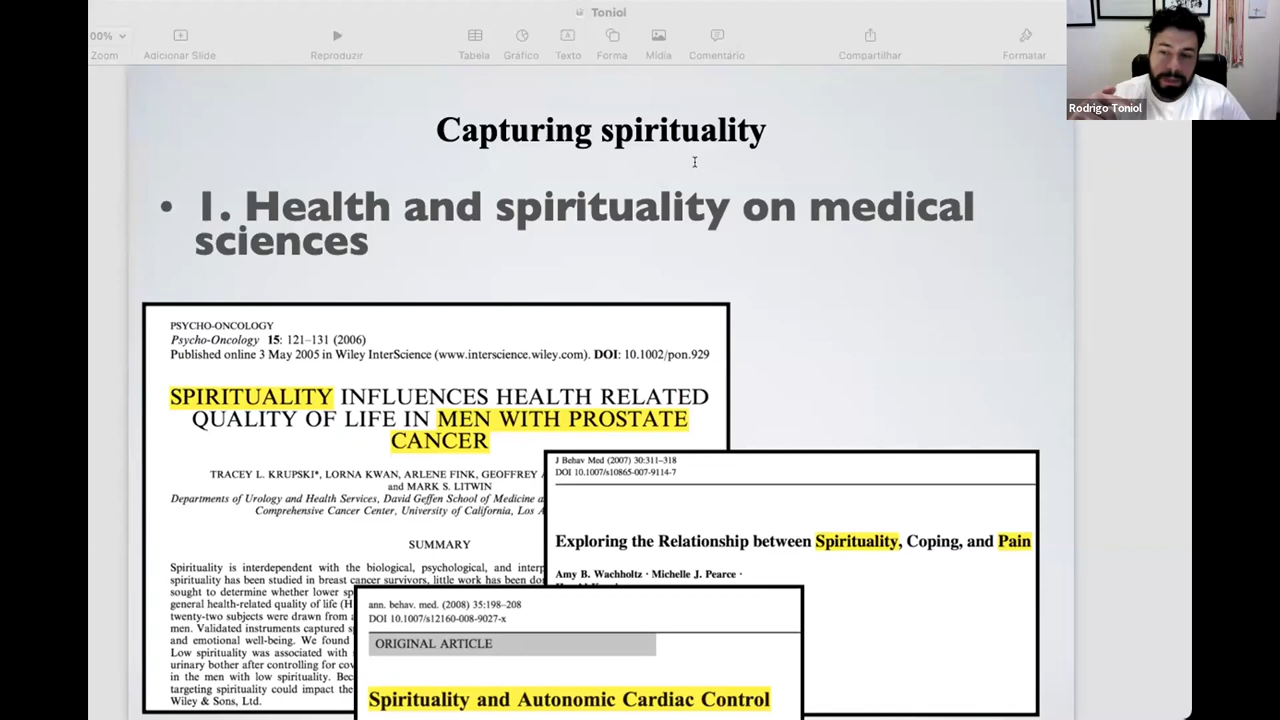 Toniol
00%
Zoom
Adicionar Slide
Reproduzir
Tabela
Gráfico
Texto
Forma
Mídia
Comentário
Compartilhar
Formatar
Rodrigo Toniol
Capturing spirituality
• 1. Health and spirituality on medical
sciences
PSYCHO-ONCOLOGY
Psycho-Oncology 15: 121–131 (2006)
Published online 3 May 2005 in Wiley InterScience (www.interscience.wiley.com). DOI: 10.1002/pon.929
SPIRITUALITY INFLUENCES HEALTH RELATED
QUALITY OF LIFE IN MEN WITH PROSTATE
CANCER
TRACEY L. KRUPSKI*, LORNA KWAN, ARLENE FINK, GEOFFREY
and MARK S. LITWIN
Departments of Urology and Health Services, David Geffen School of Medicine
Comprehensive Cancer Center, University of California, Los
SUMMARY
Spirituality is interdependent with the biological, psychological, and
spirituality has been studied in breast cancer survivors, little work has been
sought to determine whether lower
general health-related quality of life
twenty-two subjects were drawn from
men. Validated instruments captured
and emotional well-being. We found
Low spirituality was associated with
urinary bother after controlling for
in the men with low spirituality.
targeting spirituality could impact the
Wiley & Sons, Ltd.
J Behav Med (2007) 30:311–318
DOI 10.1007/s10865-007-9114-7
Exploring the Relationship between Spirituality, Coping, and Pain
Amy B. Wachholtz · Michelle J. Pearce ·
ann. behav. med. (2008) 35:198–208
DOI 10.1007/s12160-008-9027-x
ORIGINAL ARTICLE
Spirituality and Autonomic Cardiac Control